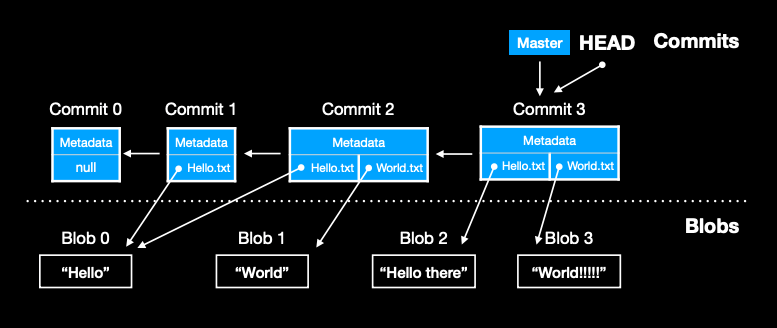 Master HEAD Commits
Commit 0 Commit 1 Commit 2 Commit 3
Metadata Metadata Metadata Metadata
null Hello.txt Hello.txt World.txt Hello.txt World.txt
Blobs
Blob 0 Blob 1 Blob 2 Blob 3
“Hello” “World” “Hello there” “World!!!!!”